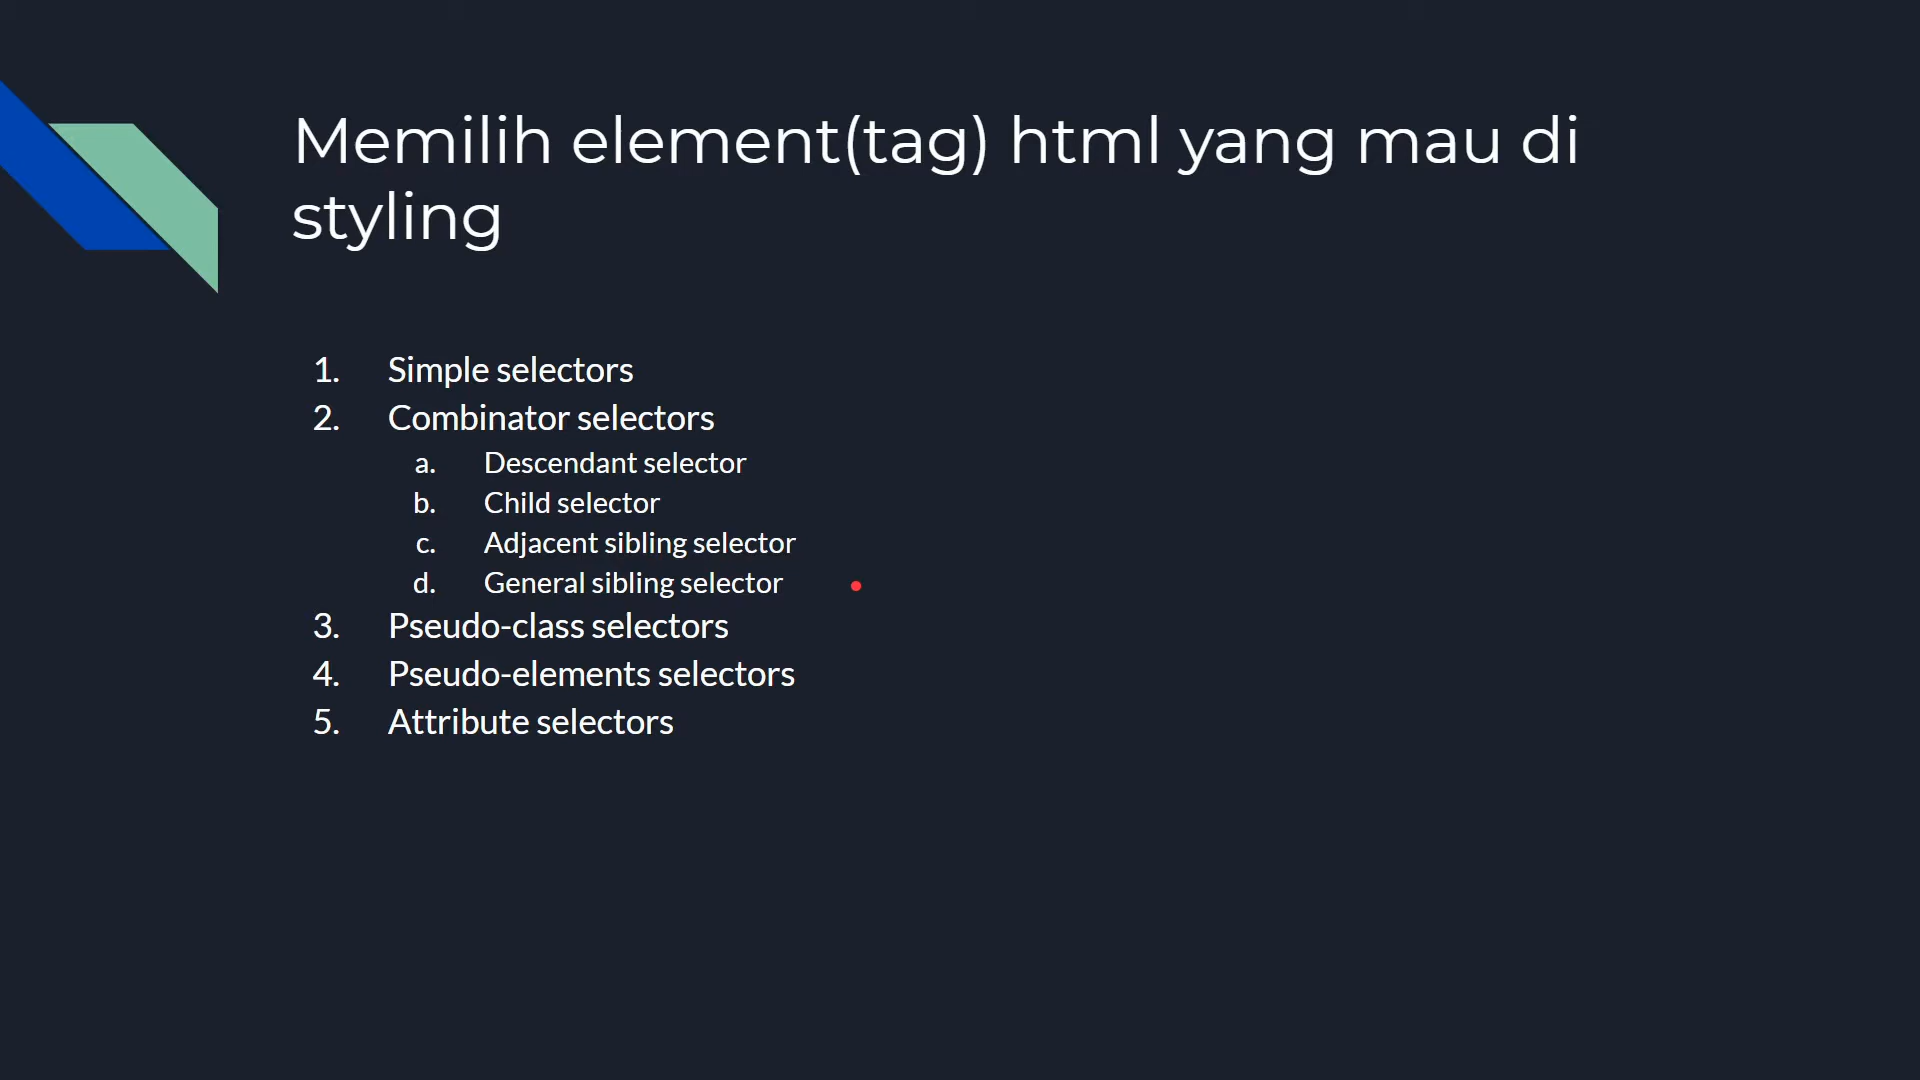 Memilih element(tag) html yang mau di
styling
1. Simple selectors
2. Combinator selectors
a. Descendant selector
b. Child selector
c. Adjacent sibling selector
d. General sibling selector
3. Pseudo-class selectors
4. Pseudo-elements selectors
5. Attribute selectors